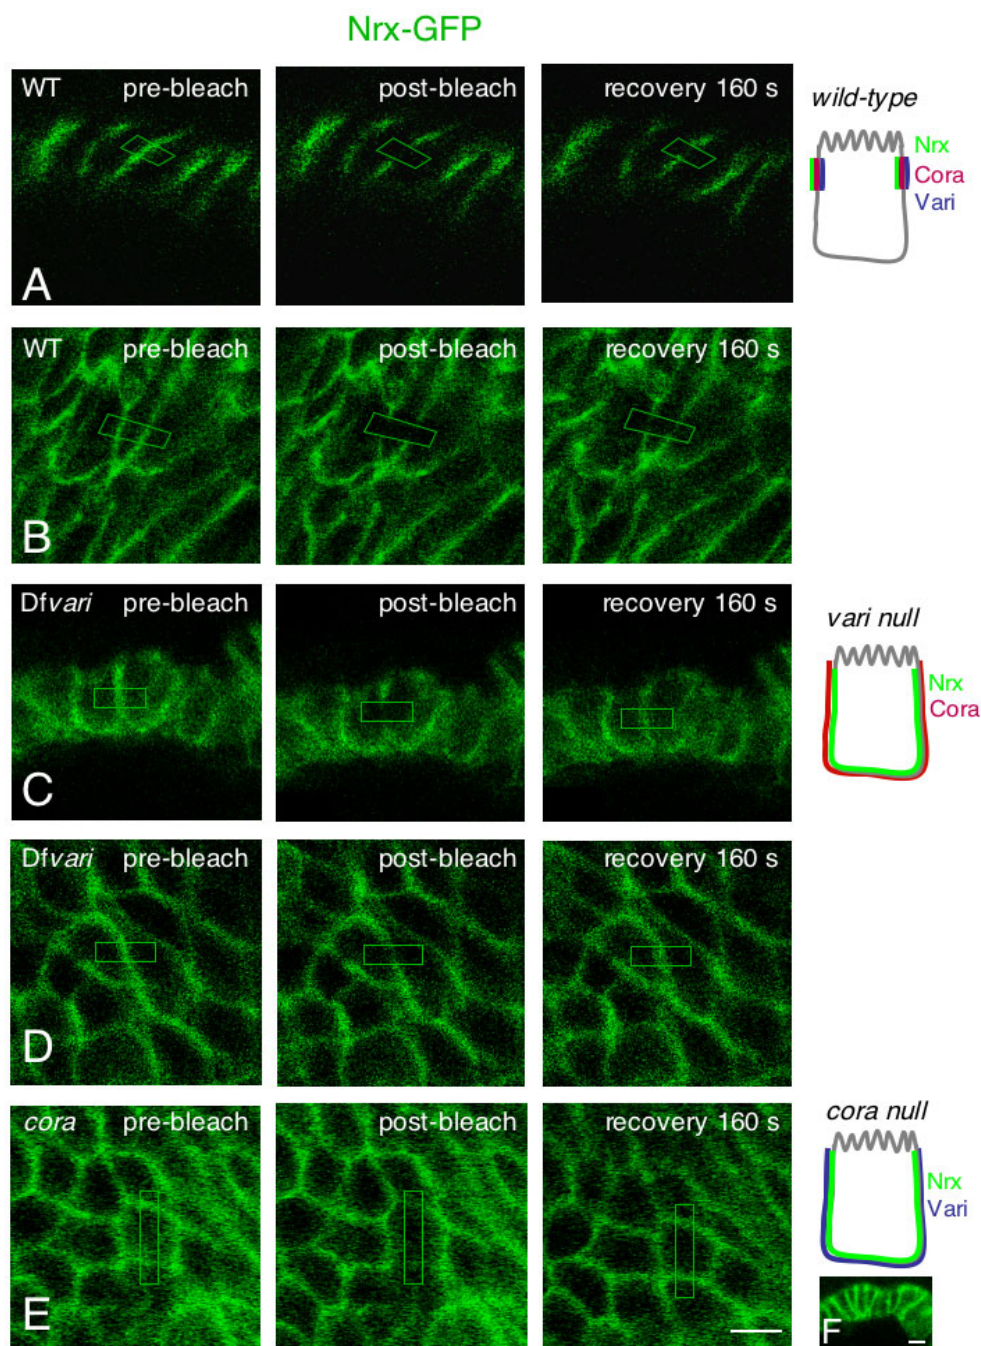 Nrx-GFP
WT pre-bleach post-bleach recovery 160 s
A
wild-type
Nrx
Cora
Vari
WT pre-bleach post-bleach recovery 160 s
B
Dfvari pre-bleach post-bleach recovery 160 s
C
vari null
Nrx
Cora
Dfvari pre-bleach post-bleach recovery 160 s
D
cora pre-bleach post-bleach recovery 160 s
E
cora null
Nrx
Vari
F